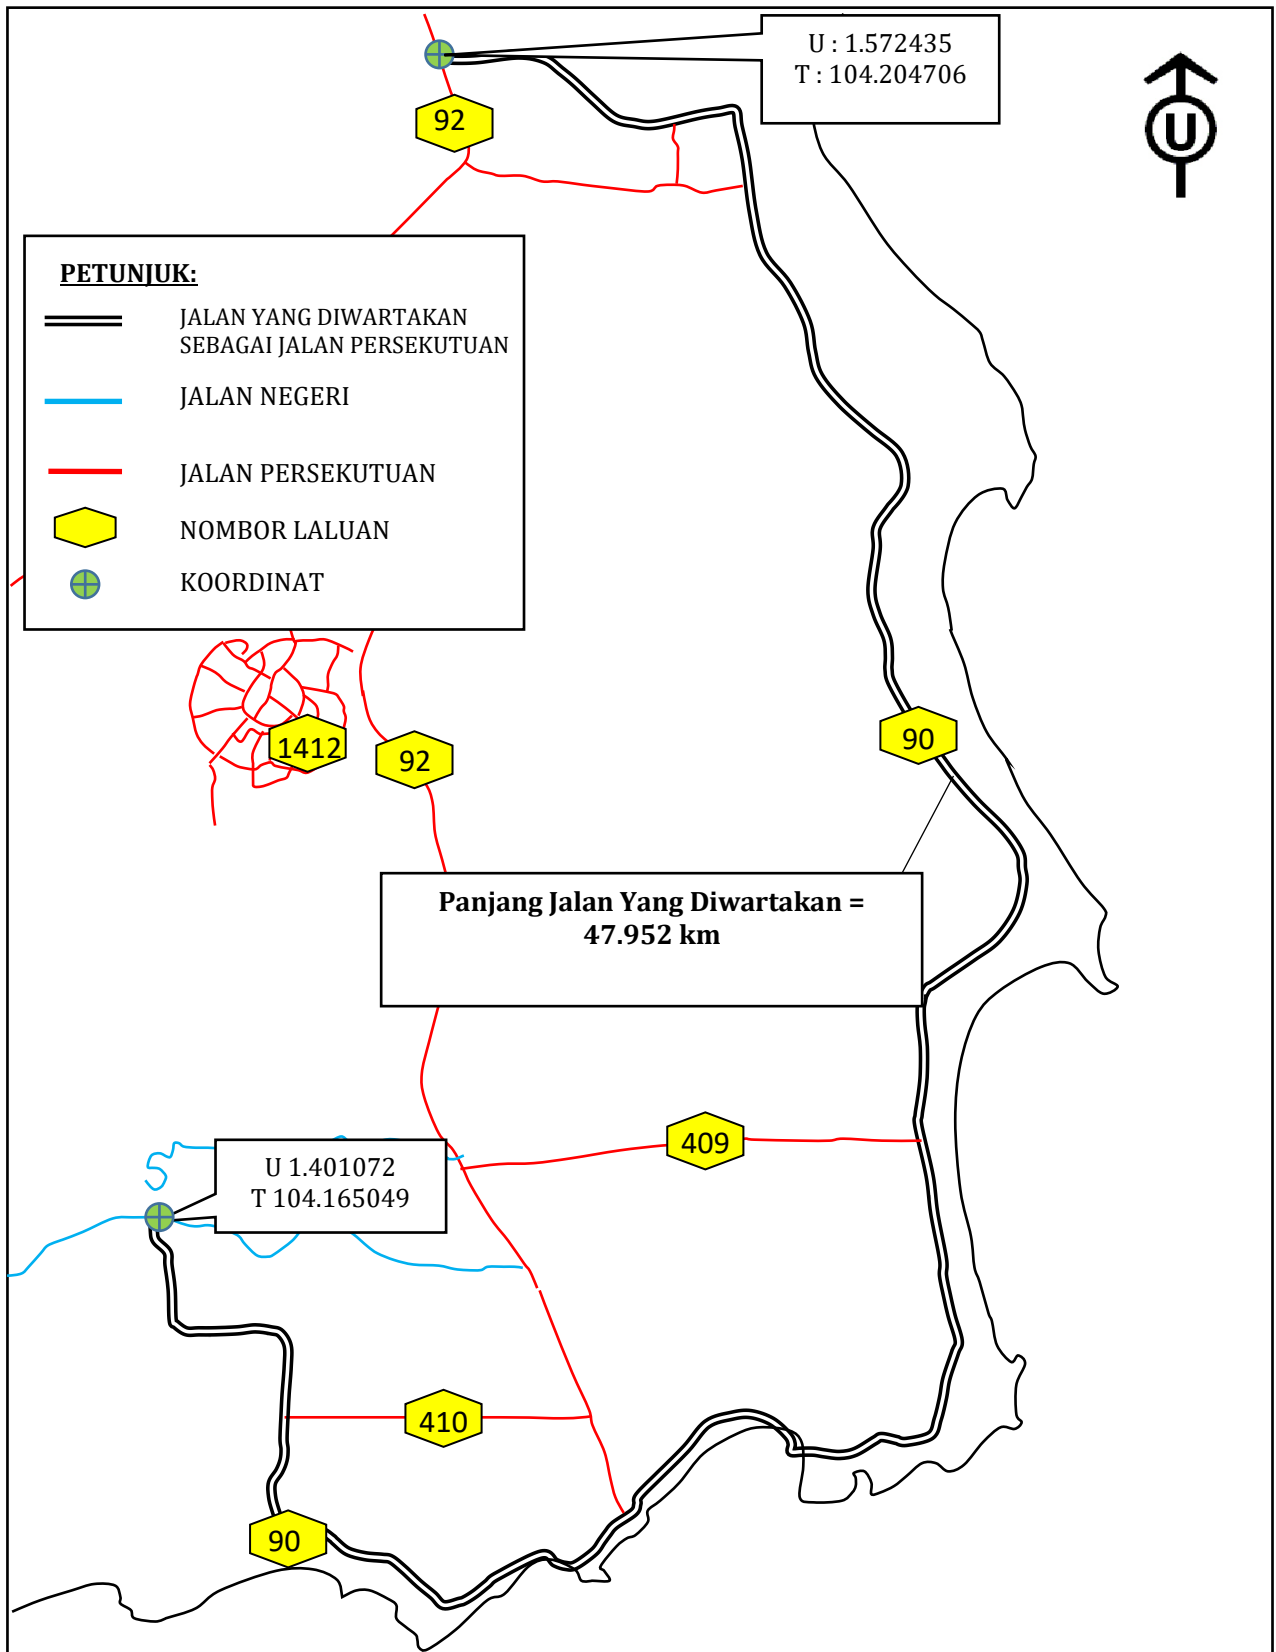 U : 1.572435
T : 104.204706
U
92
PETUNJUK:
JALAN YANG DIWARTAKAN
SEBAGAI JALAN PERSEKUTUAN
JALAN NEGERI
JALAN PERSEKUTUAN
NOMBOR LALUAN
KOORDINAT
1412
92
90
Panjang Jalan Yang Diwartakan =
47.952 km
409
U 1.401072
T 104.165049
410
90